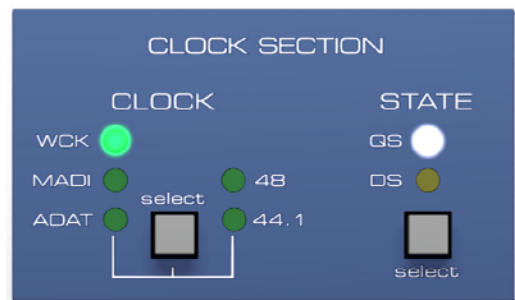 CLOCK SECTION
CLOCK
STATE
WCK
QS
MADI
48
DS
select
ADAT
44.1
select